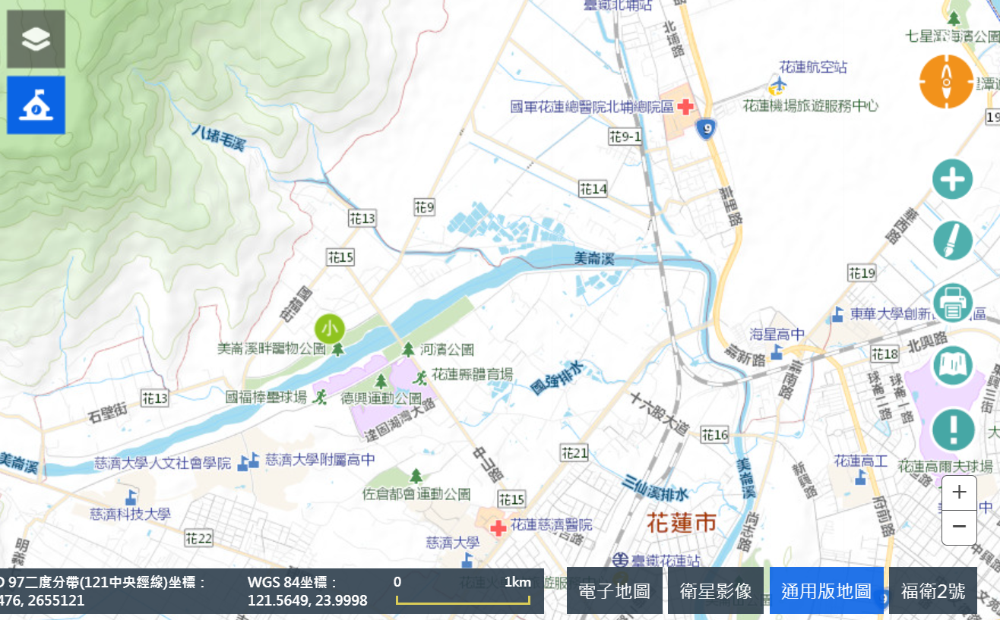 臺鐵北埔站
北埔路
七星潭海濱公園
花蓮航空站
花蓮機場旅遊服務中心
國軍花蓮總醫院北埔總院區
9
花9-1
19
八堵毛溪
花14
嘉里路
花9
花13
華西路
花15
美崙溪
花19
國福街
小
東華大學創新
區
海星高中
美崙溪畔寵物公園
河濱公園
嘉新路
花18
北興路
花蓮縣體育場
國強排水
嘉南路
球崙二路
球崙一路
國福棒壘球場
德興運動公園
花13
石壁街
達固湖灣大路
十六股大道
花16
美崙溪
慈濟大學人文社會學院
慈濟大學附屬高中
中山路
花21
美崙溪
新興路
花蓮高工
花蓮高爾夫球場
佐倉都會運動公園
三仙溪排水
花15
慈濟科技大學
花蓮慈濟醫院
花蓮市
尚志路
府前路
中
花22
慈濟大學
臺鐵花蓮站
+
−
D 97二度分帶(121中央經線)坐標：
476, 2655121
WGS 84坐標：
121.5649, 23.9998
0
1km
電子地圖
衛星影像
通用版地圖
9
福衛2號